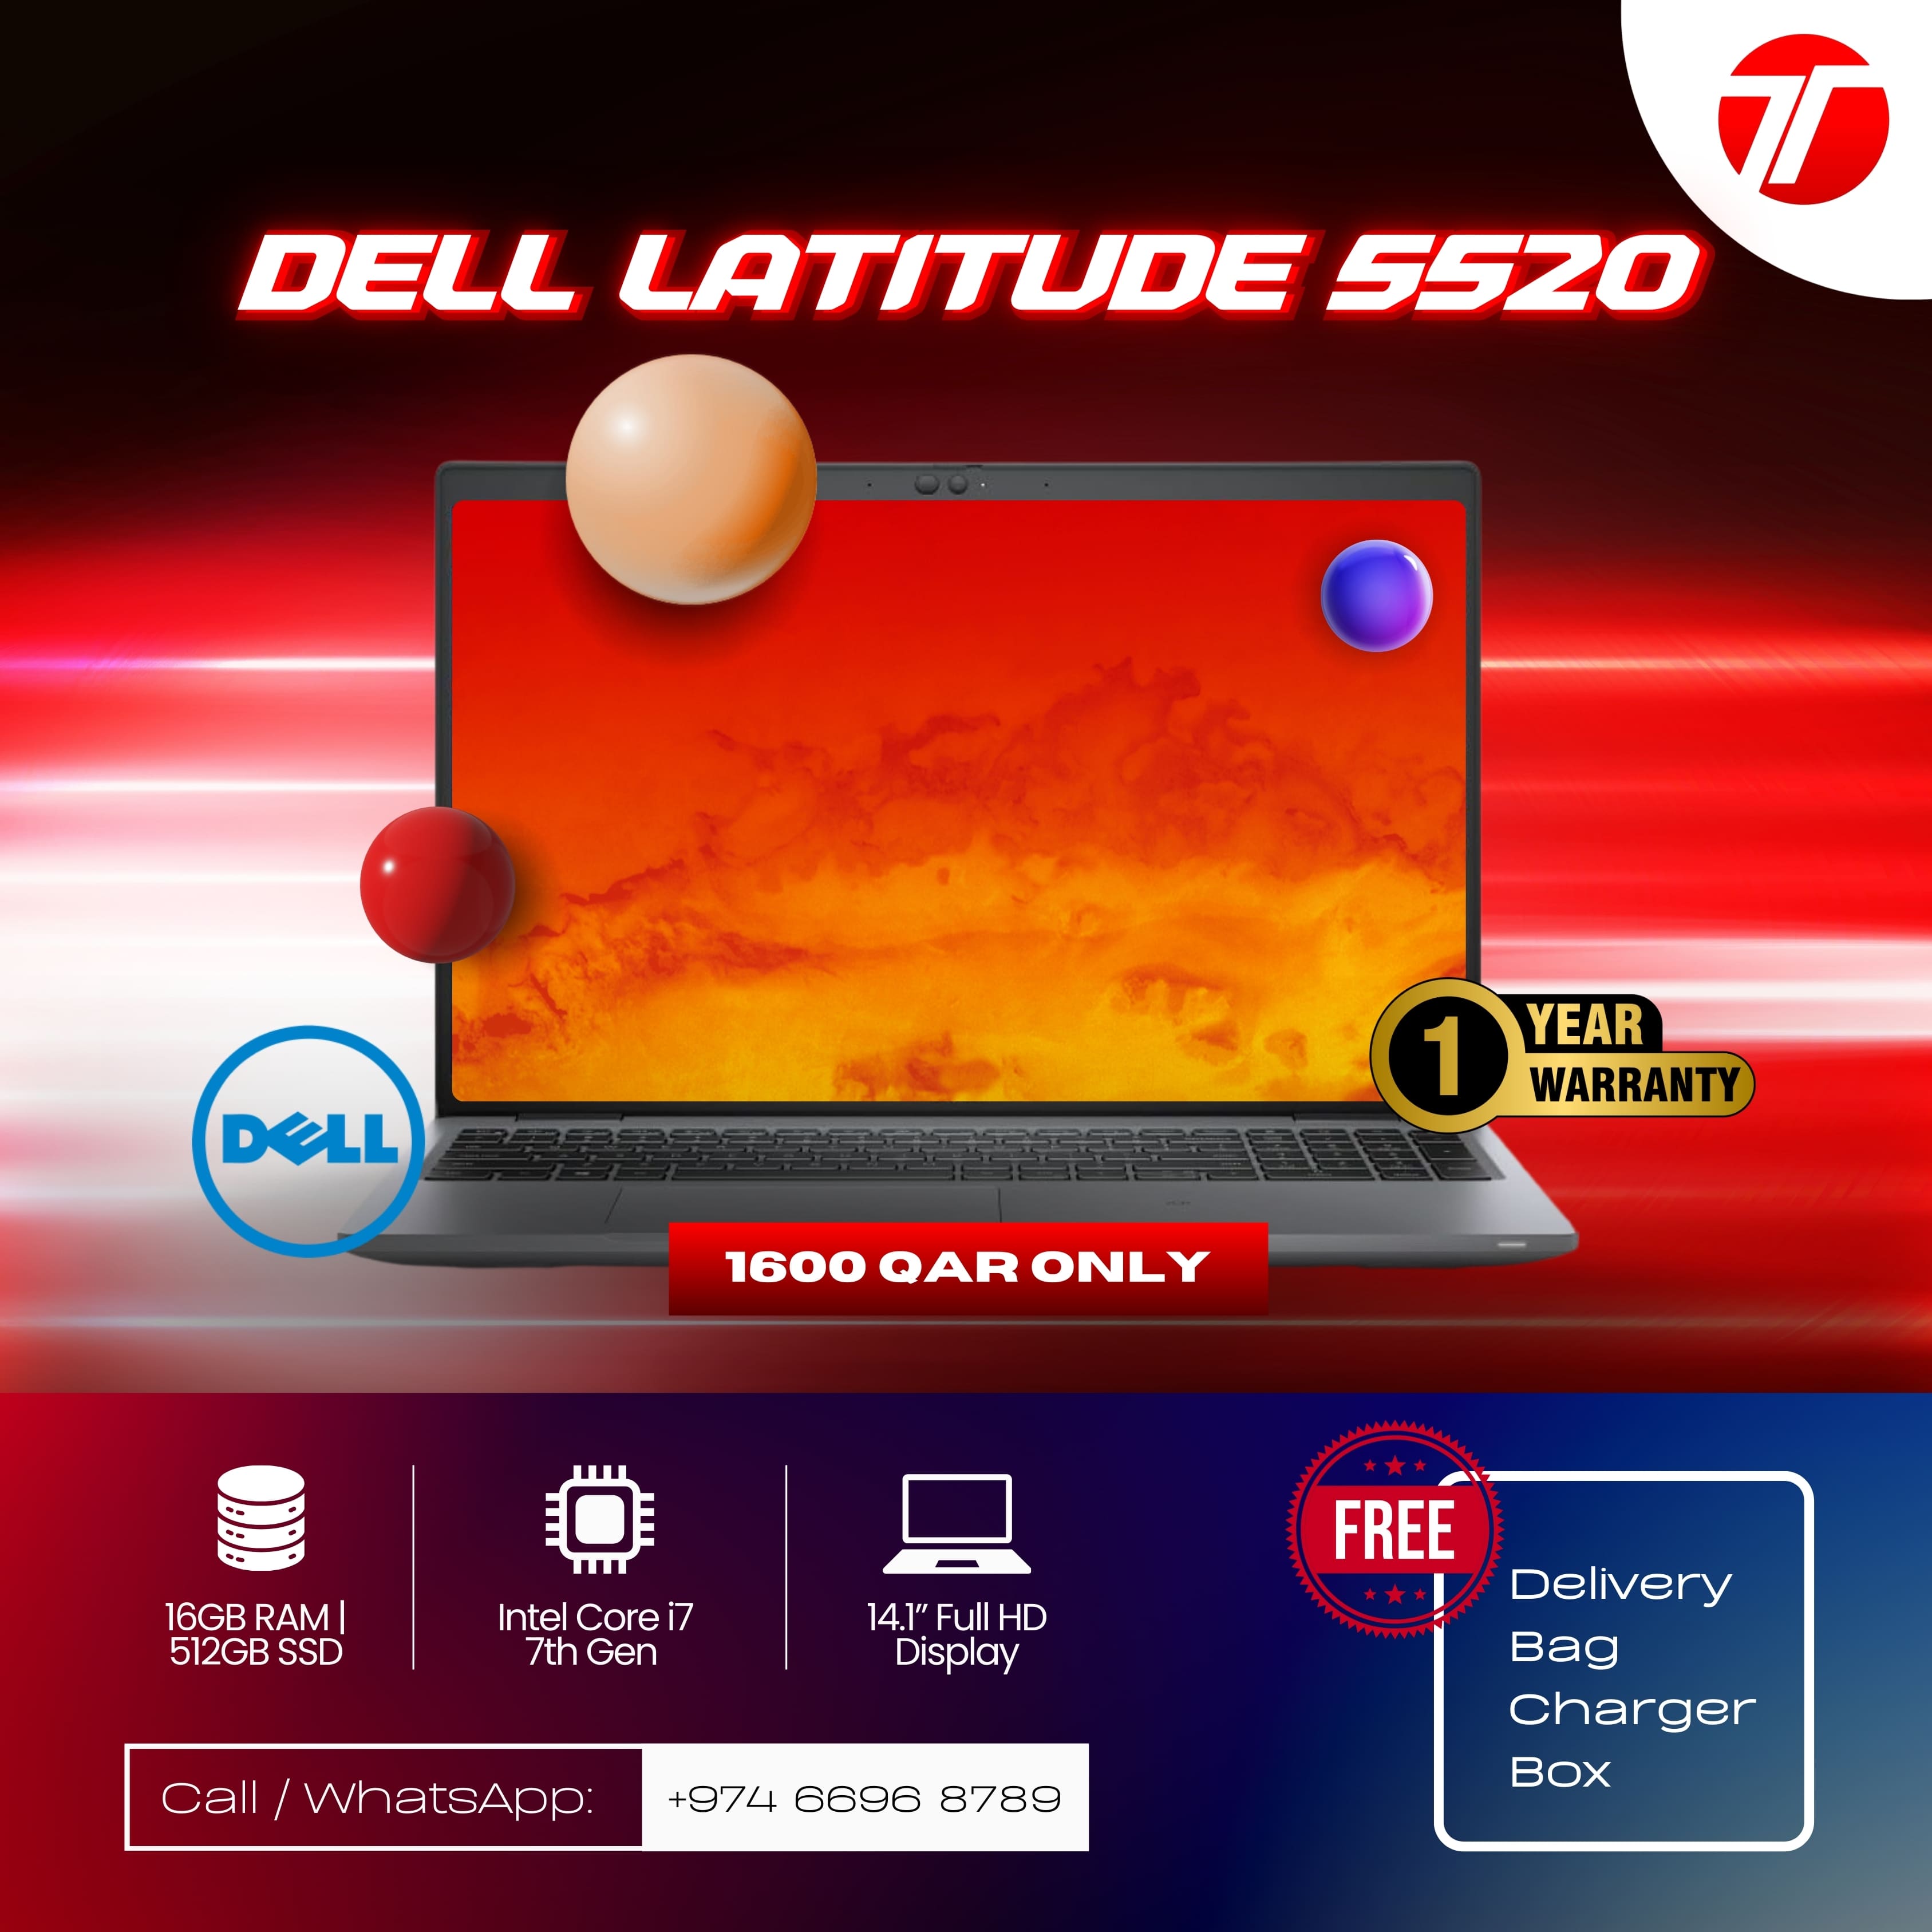 DELL LATITUDE 5520
DELL
1
YEAR
WARRANTY
1600 QAR ONLY
16GB RAM |
512GB SSD
Intel Core i7
7th Gen
14.1” Full HD
Display
FREE
Delivery
Bag
Charger
Box
Call / WhatsApp:
+974 6696 8789